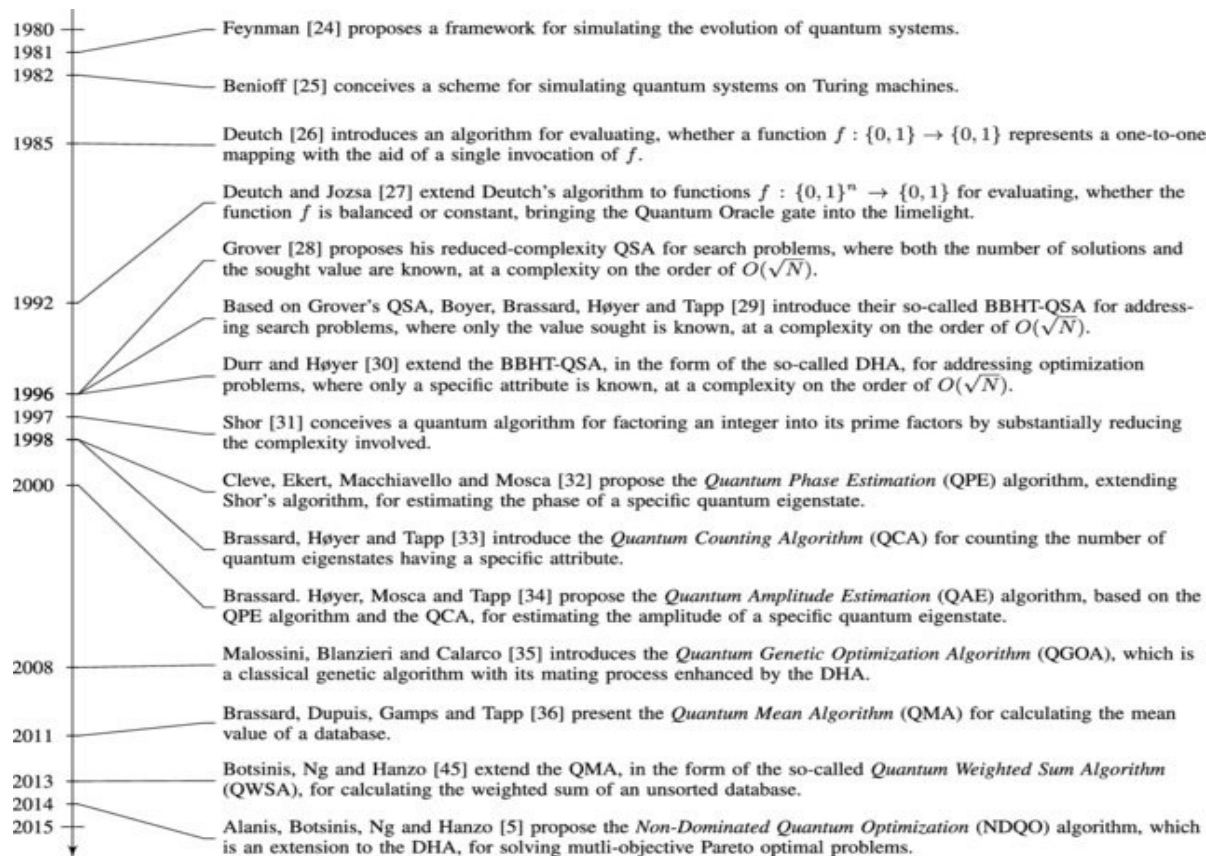 1980
Feynman [24] proposes a framework for simulating the evolution of quantum systems.
1981
1982
Benioff [25] conceives a scheme for simulating quantum systems on Turing machines.
1985
Deutch [26] introduces an algorithm for evaluating, whether a function f : {0, 1} → {0, 1} represents a one-to-one
mapping with the aid of a single invocation of f.
Deutch and Jozsa [27] extend Deutch's algorithm to functions f : {0, 1}ⁿ → {0, 1} for evaluating, whether the
function f is balanced or constant, bringing the Quantum Oracle gate into the limelight.
Grover [28] proposes his reduced-complexity QSA for search problems, where both the number of solutions and
the sought value are known, at a complexity on the order of O(√N).
1992
Based on Grover's QSA, Boyer, Brassard, Høyer and Tapp [29] introduce their so-called BBHT-QSA for address-
ing search problems, where only the value sought is known, at a complexity on the order of O(√N).
Durr and Høyer [30] extend the BBHT-QSA, in the form of the so-called DHA, for addressing optimization
problems, where only a specific attribute is known, at a complexity on the order of O(√N).
1996
1997
Shor [31] conceives a quantum algorithm for factoring an integer into its prime factors by substantially reducing
the complexity involved.
1998
Cleve, Ekert, Macchiavello and Mosca [32] propose the Quantum Phase Estimation (QPE) algorithm, extending
Shor's algorithm, for estimating the phase of a specific quantum eigenstate.
2000
Brassard, Høyer and Tapp [33] introduce the Quantum Counting Algorithm (QCA) for counting the number of
quantum eigenstates having a specific attribute.
Brassard. Høyer, Mosca and Tapp [34] propose the Quantum Amplitude Estimation (QAE) algorithm, based on the
QPE algorithm and the QCA, for estimating the amplitude of a specific quantum eigenstate.
Malossini, Blanzieri and Calarco [35] introduces the Quantum Genetic Optimization Algorithm (QGOA), which is
a classical genetic algorithm with its mating process enhanced by the DHA.
2008
Brassard, Dupuis, Gamps and Tapp [36] present the Quantum Mean Algorithm (QMA) for calculating the mean
value of a database.
2011
Botsinis, Ng and Hanzo [45] extend the QMA, in the form of the so-called Quantum Weighted Sum Algorithm
(QWSA), for calculating the weighted sum of an unsorted database.
2013
2014
Alanis, Botsinis, Ng and Hanzo [5] propose the Non-Dominated Quantum Optimization (NDQO) algorithm, which
is an extension to the DHA, for solving mutli-objective Pareto optimal problems.
2015